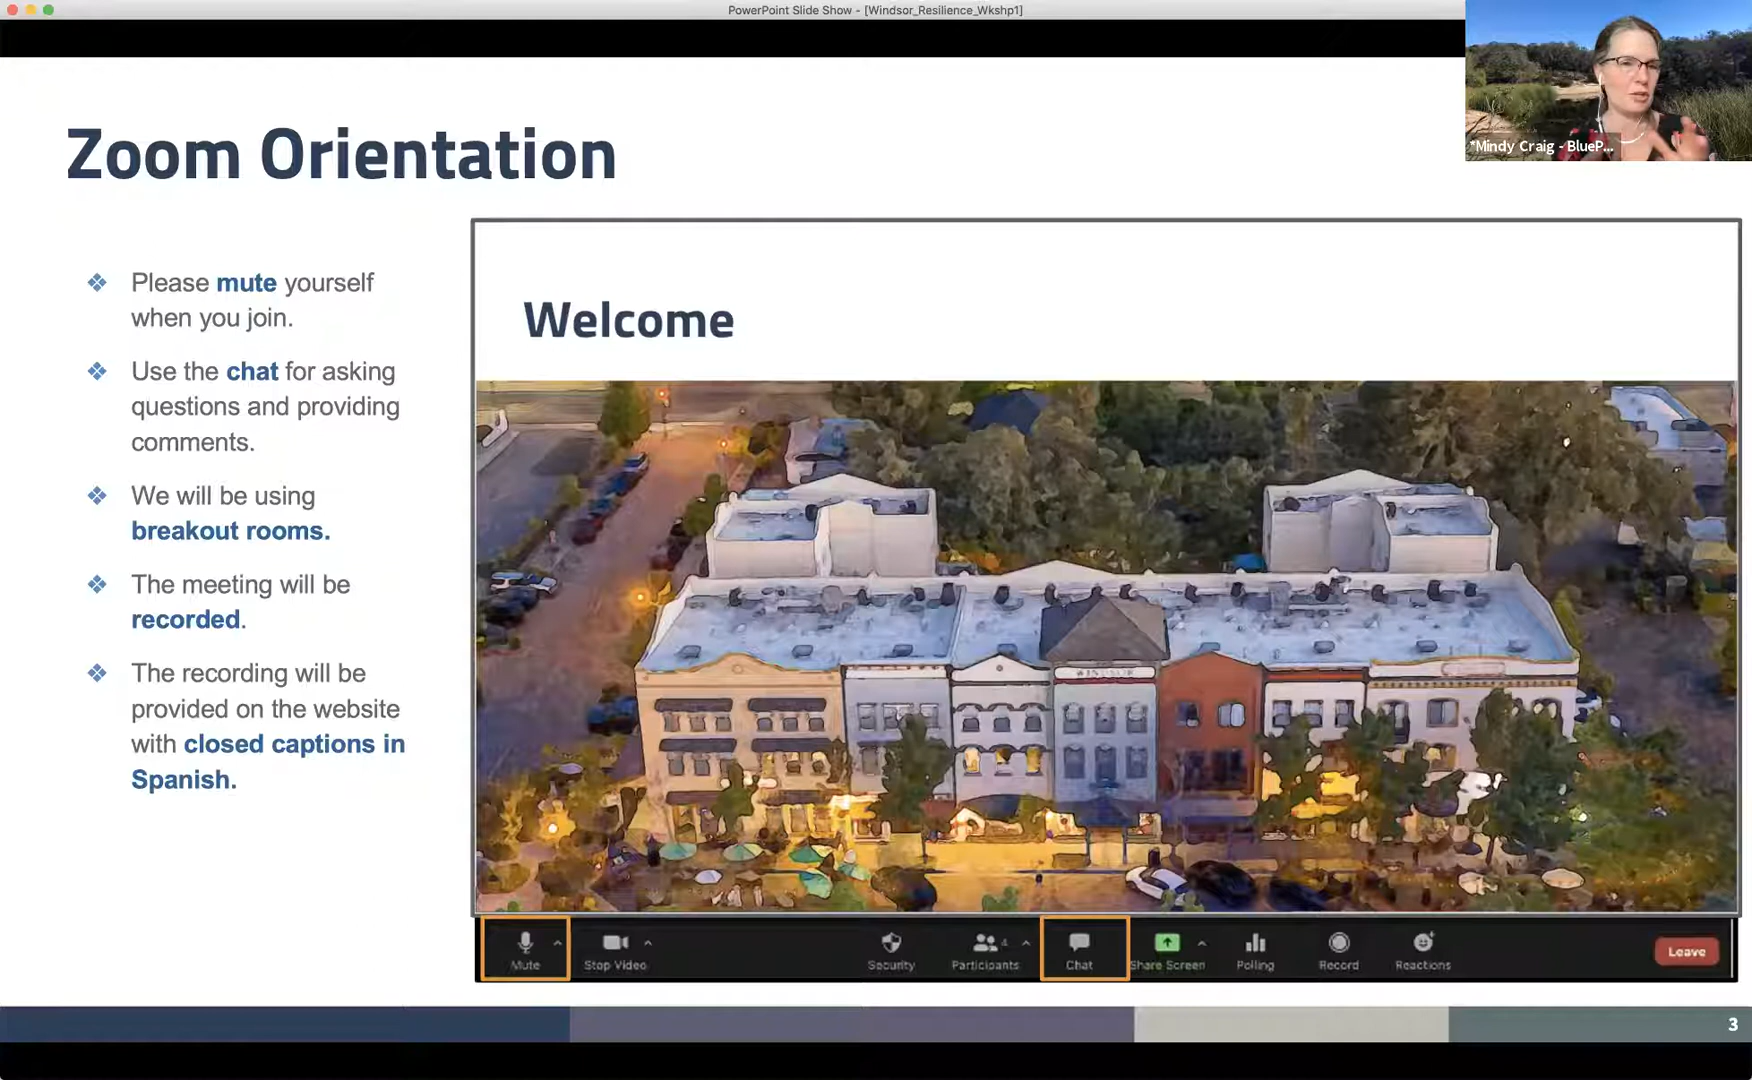 PowerPoint Slide Show - [Windsor_Resilience_Wkshp1]
*Mindy Craig - BlueP...
Zoom Orientation
Please mute yourself
when you join.
Use the chat for asking
questions and providing
comments.
We will be using
breakout rooms.
The meeting will be
recorded.
The recording will be
provided on the website
with closed captions in
Spanish.
Welcome
WINDSOR
Mute
Stop Video
Security
Participants 4
Chat
Share Screen
Polling
Record
Reactions
Leave
3